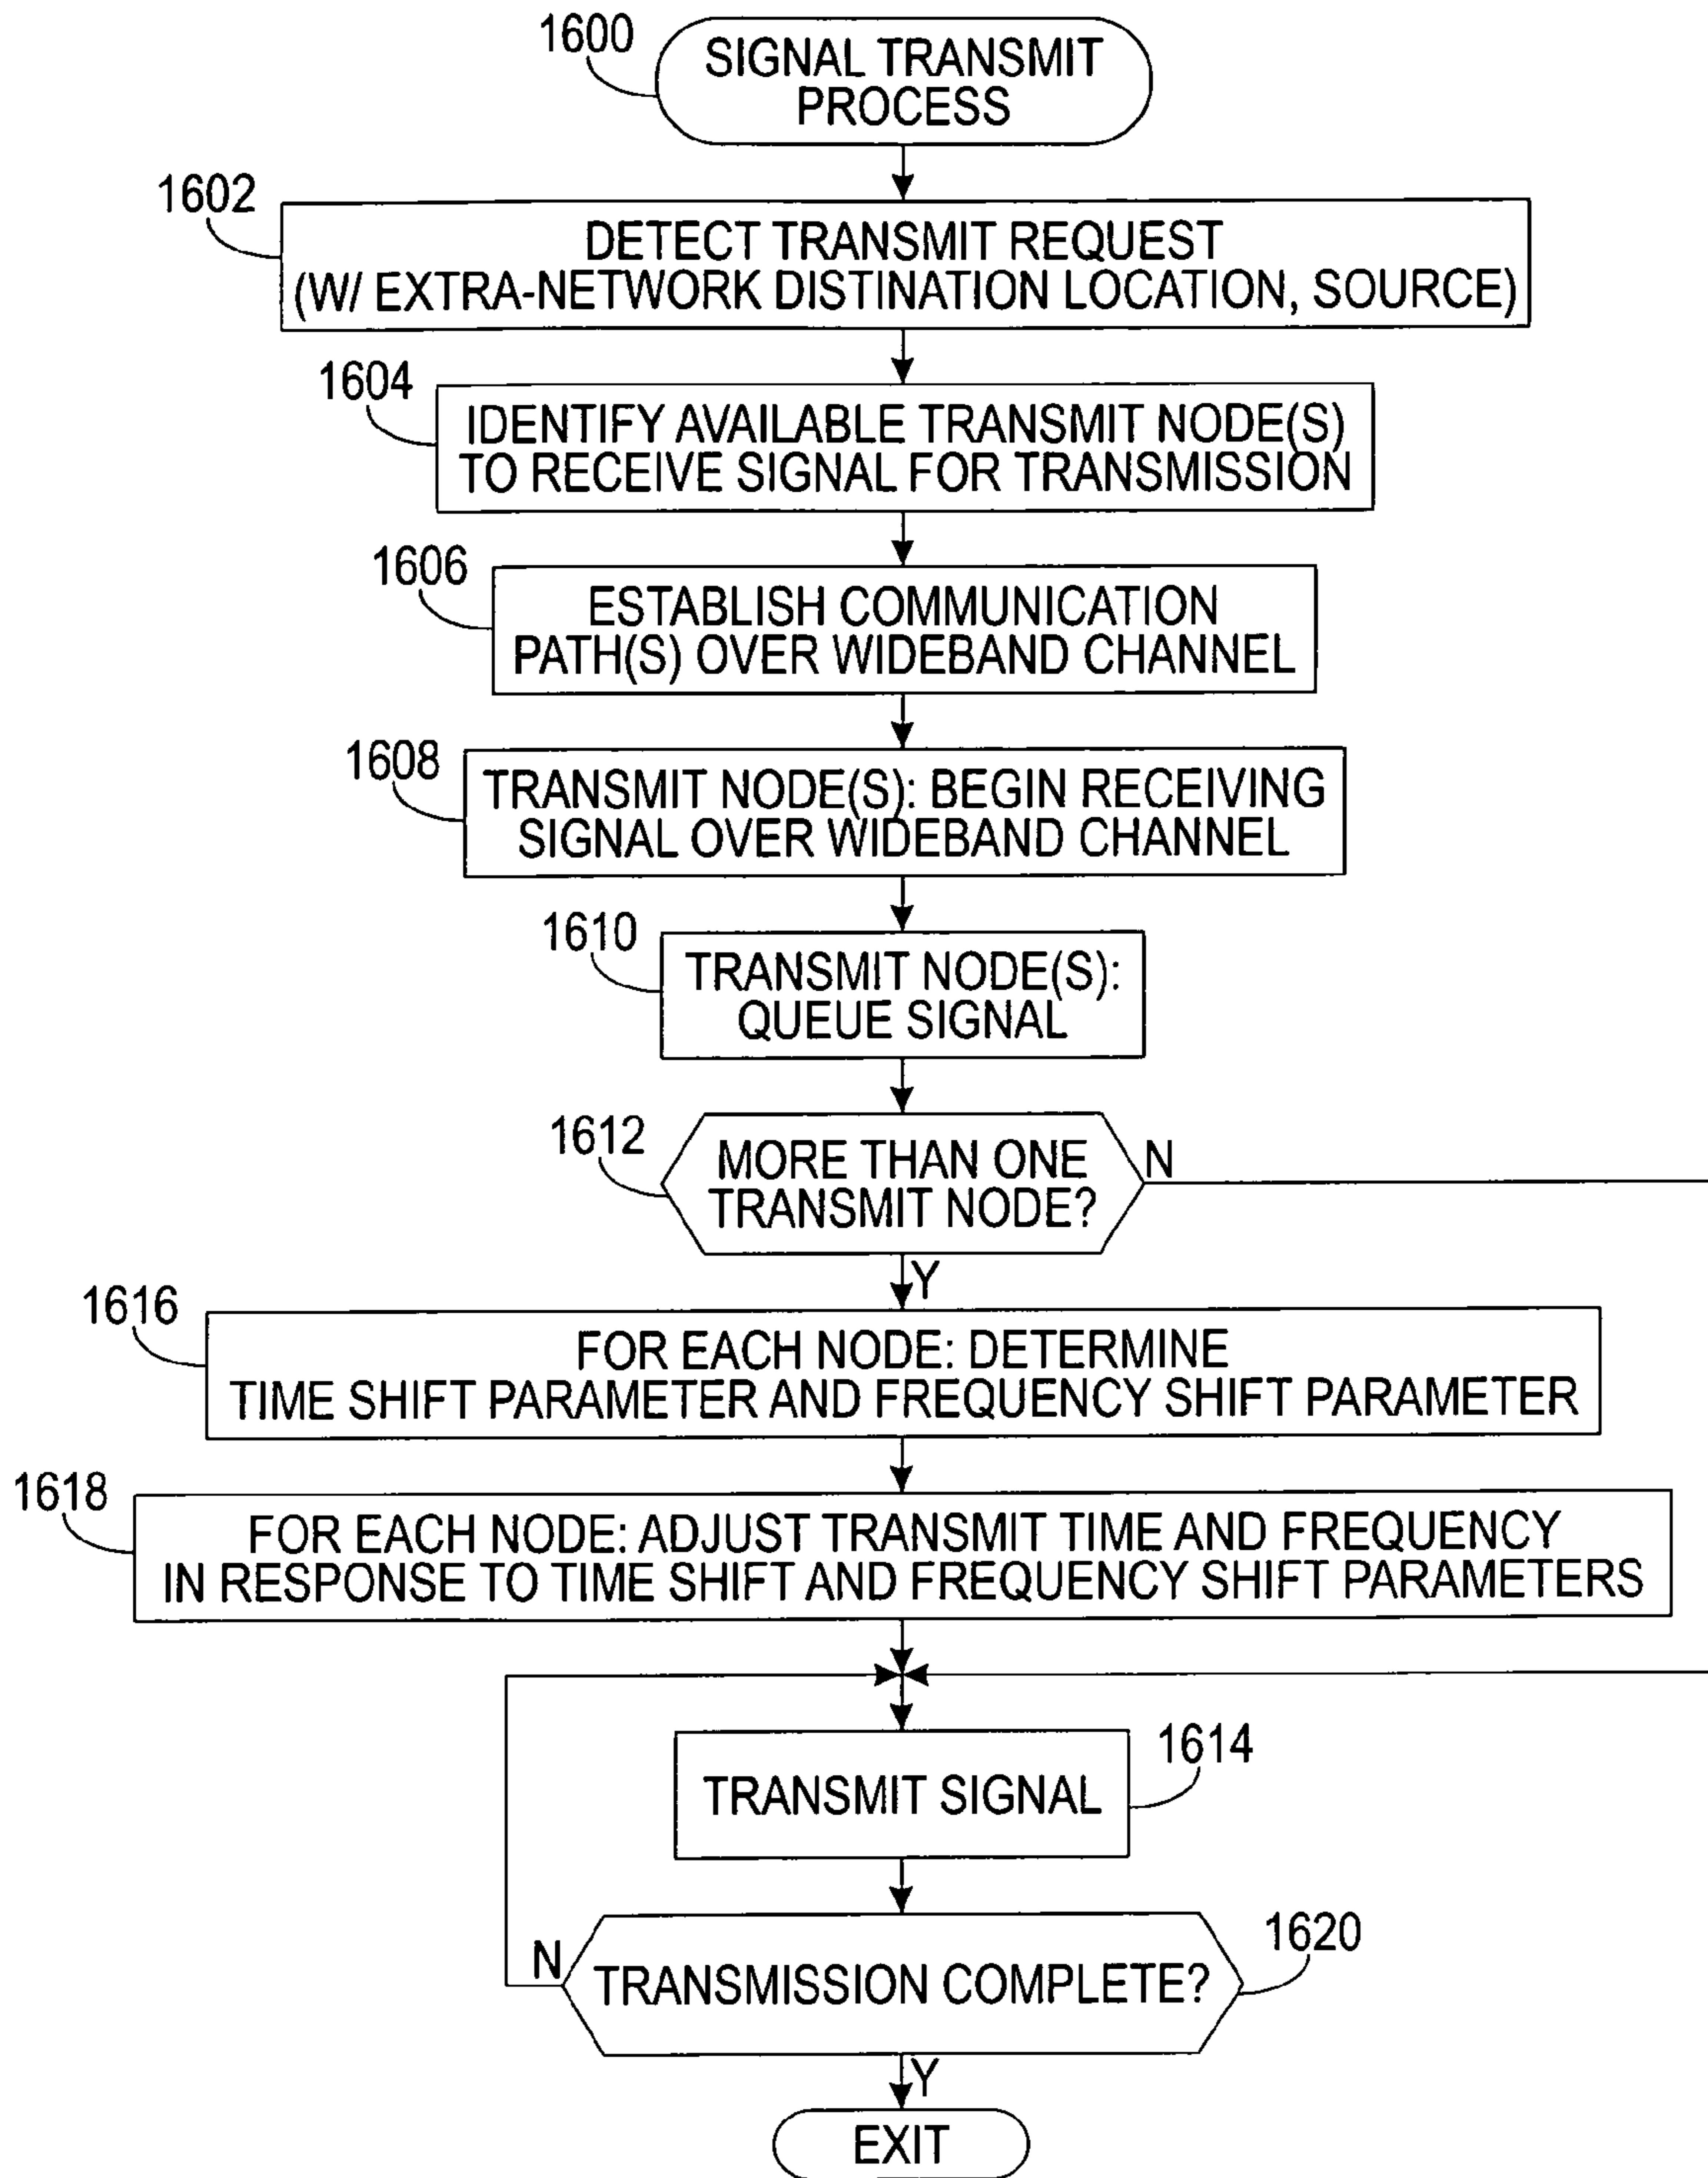 1600
SIGNAL TRANSMIT
PROCESS
1602
DETECT TRANSMIT REQUEST
(W/ EXTRA-NETWORK DISTINATION LOCATION, SOURCE)
1604
IDENTIFY AVAILABLE TRANSMIT NODE(S)
TO RECEIVE SIGNAL FOR TRANSMISSION
1606
ESTABLISH COMMUNICATION
PATH(S) OVER WIDEBAND CHANNEL
1608
TRANSMIT NODE(S): BEGIN RECEIVING
SIGNAL OVER WIDEBAND CHANNEL
1610
TRANSMIT NODE(S):
QUEUE SIGNAL
1612
MORE THAN ONE
TRANSMIT NODE?
N
Y
1616
FOR EACH NODE: DETERMINE
TIME SHIFT PARAMETER AND FREQUENCY SHIFT PARAMETER
1618
FOR EACH NODE: ADJUST TRANSMIT TIME AND FREQUENCY
IN RESPONSE TO TIME SHIFT AND FREQUENCY SHIFT PARAMETERS
1614
TRANSMIT SIGNAL
1620
N
TRANSMISSION COMPLETE?
Y
EXIT